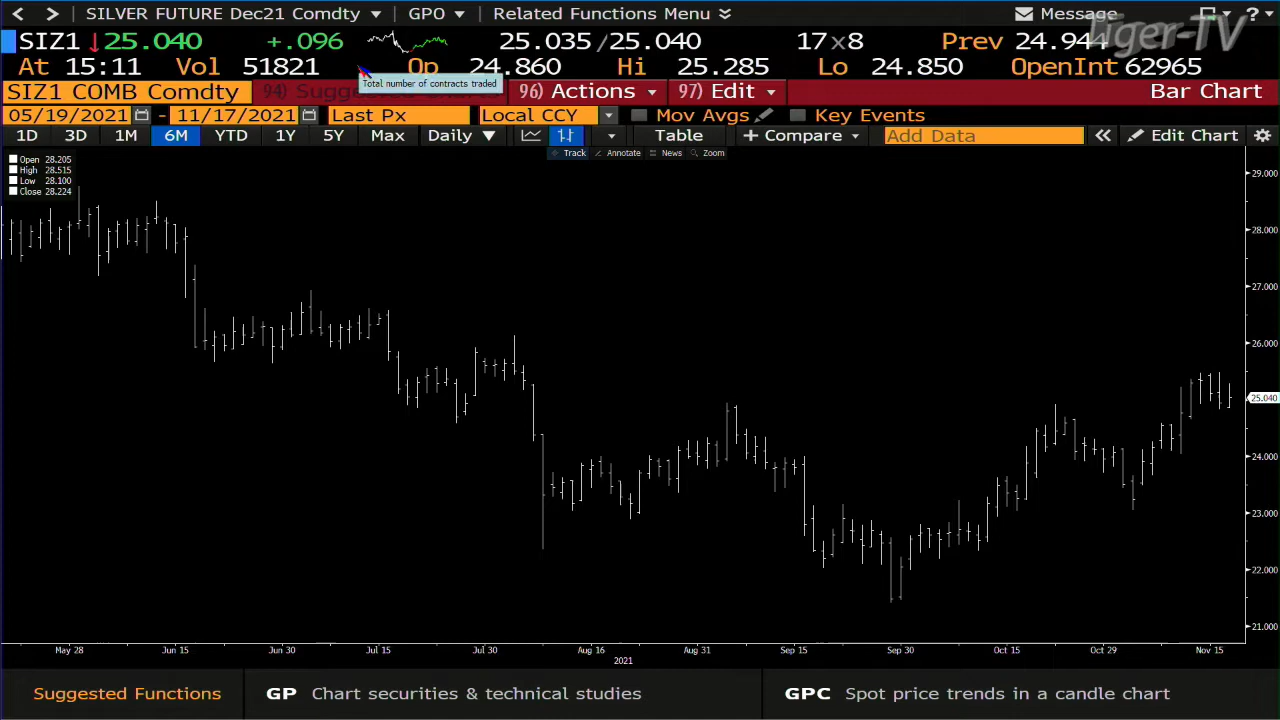 SILVER FUTURE Dec21 Comdty GPO Related Functions Menu Message ?
Tiger-TV
SIZ1 25.040 +.096 25.035/25.040 17x8 Prev 24.944
At 15:11 Vol 51821 Op 24.860 Hi 25.285 Lo 24.850 OpenInt 62965
Total number of contracts traded
SIZ1 COMB Comdty 94) 96) Actions 97) Edit Bar Chart
05/19/2021 - 11/17/2021 Last Px Local CCY Mov Avgs Key Events
1D 3D 1M 6M YTD 1Y 5Y Max Daily Table + Compare Add Data Edit Chart
Track Annotate News Zoom
Open 28.205
High 28.515
Low 28.100
Close 28.224
29.000
28.000
27.000
26.000
25.040
24.000
23.000
22.000
21.000
May 28 Jun 15 Jun 30 Jul 15 Jul 30 Aug 16 Aug 31 Sep 15 Sep 30 Oct 15 Oct 29 Nov 15
2021
Suggested Functions GP Chart securities & technical studies GPC Spot price trends in a candle chart